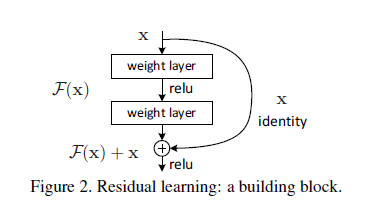 x
weight layer
relu
F(x)
weight layer
x
identity
F(x) + x
relu
Figure 2. Residual learning: a building block.